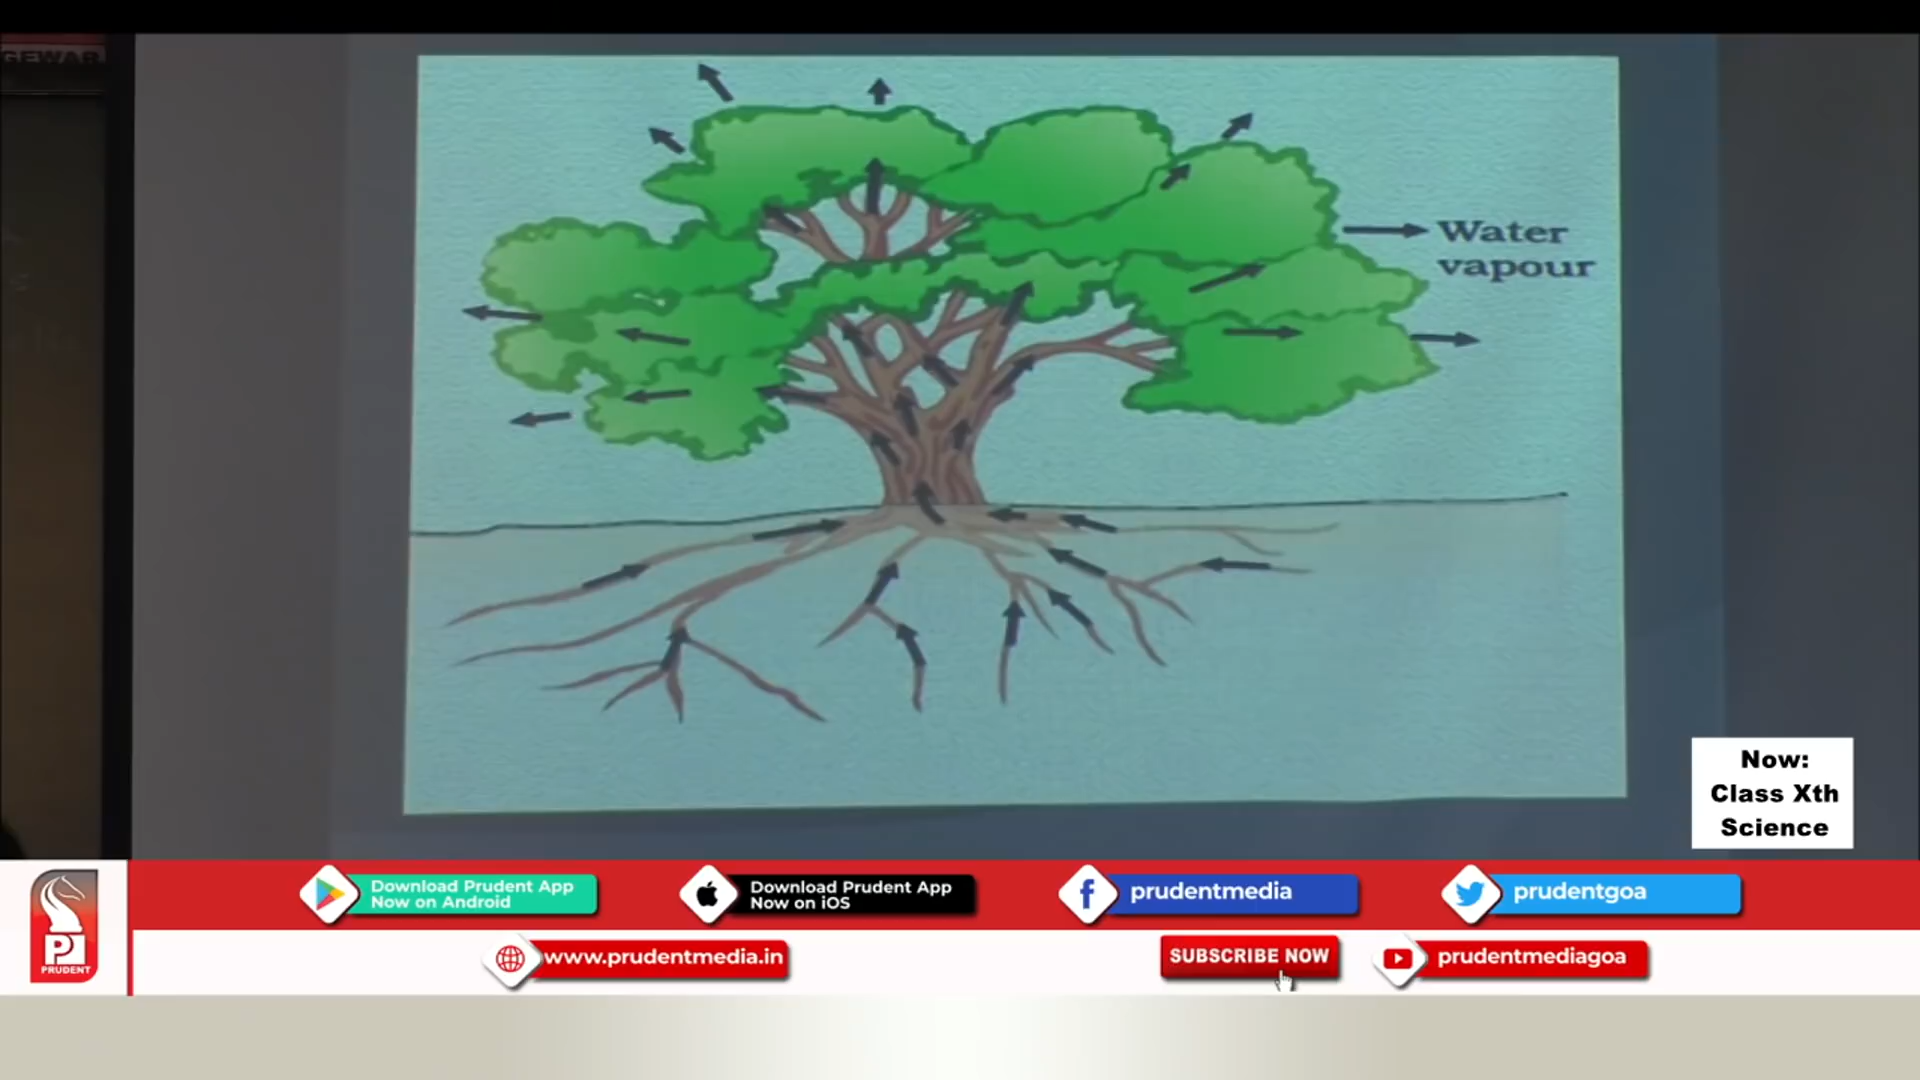 GEWAR
Water
vapour
Now:
Class Xth
Science
Download Prudent App
Now on Android
Download Prudent App
Now on iOS
prudentmedia
prudentgoa
PRUDENT
www.prudentmedia.in
SUBSCRIBE NOW
prudentmediagoa